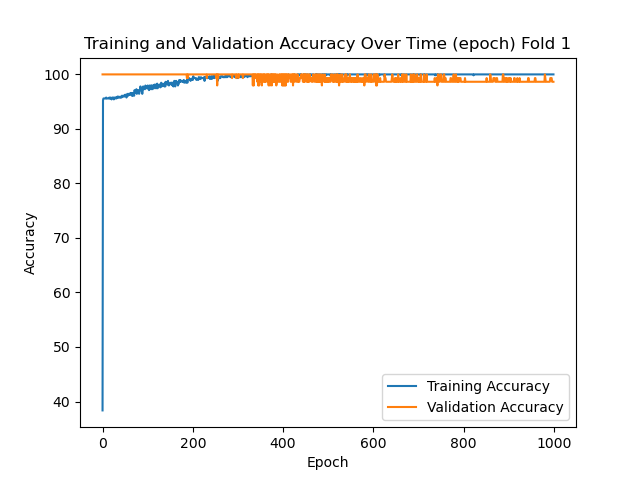 Training and Validation Accuracy Over Time (epoch) Fold 1
100
90
80
70
60
50
40
Accuracy
0
200
400
600
800
1000
Epoch
Training Accuracy
Validation Accuracy